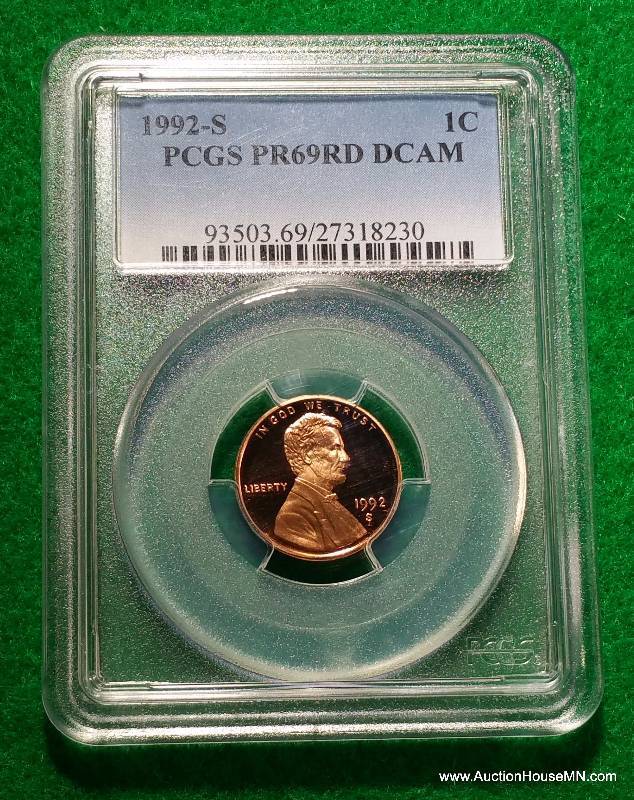 1992-S 1C
PCGS PR69RD DCAM
93503.69/27318230
IN GOD WE TRUST
LIBERTY
1992
S
PCGS
www.AuctionHouseMN.com